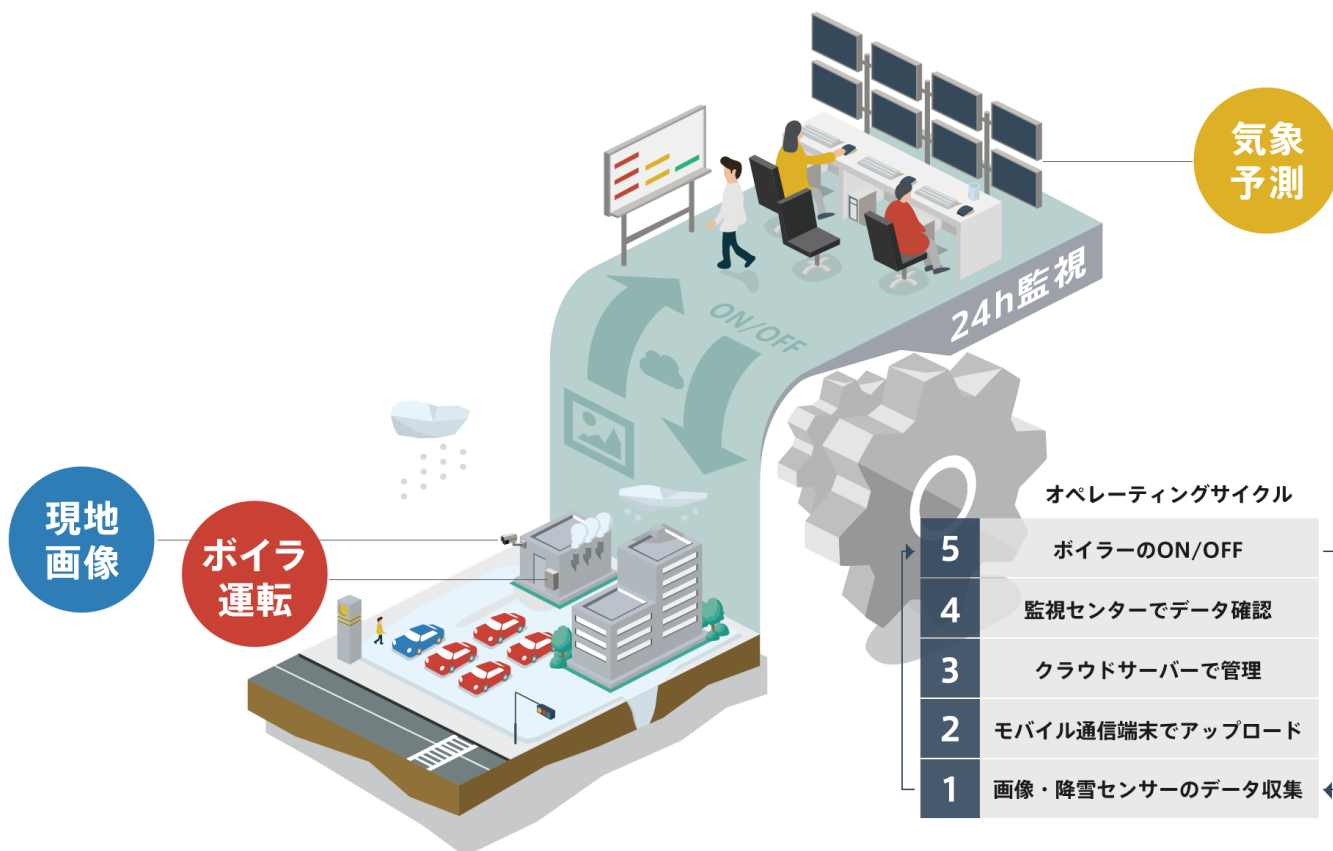 気象
予測
24h監視
ON/OFF
現地
画像
ボイラ
運転
オペレーティングサイクル
5 ボイラーのON/OFF
4 監視センターでデータ確認
3 クラウドサーバーで管理
2 モバイル通信端末でアップロード
1 画像・降雪センサーのデータ収集